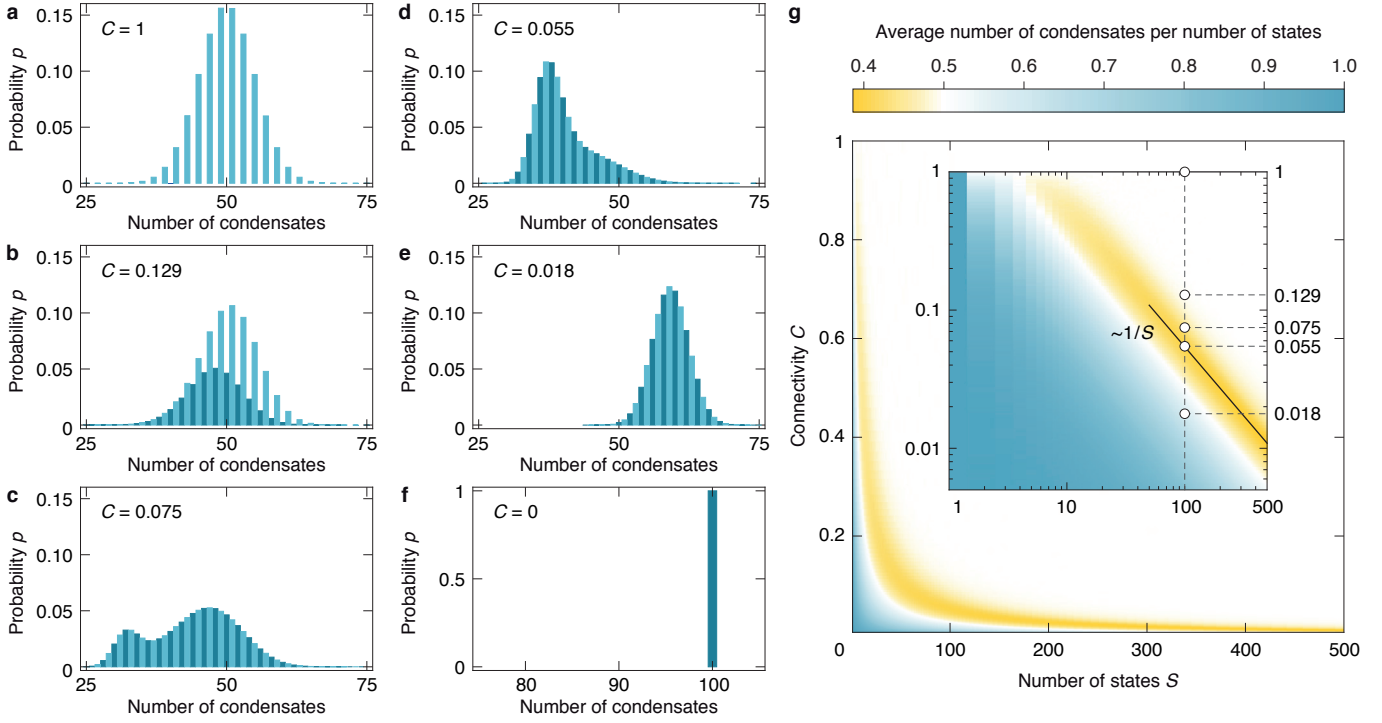 a
C = 1
Probability p
0.15
0.10
0.05
0
25
50
75
Number of condensates
b
C = 0.129
Probability p
0.15
0.10
0.05
0
25
50
75
Number of condensates
c
C = 0.075
Probability p
0.15
0.10
0.05
0
25
50
75
Number of condensates
d
C = 0.055
Probability p
0.15
0.10
0.05
0
25
50
75
Number of condensates
e
C = 0.018
Probability p
0.15
0.10
0.05
0
25
50
75
Number of condensates
f
C = 0
Probability p
1
0.5
0
80
90
100
Number of condensates
g
Average number of condensates per number of states
0.4 0.5 0.6 0.7 0.8 0.9 1.0
Connectivity C
1
0.8
0.6
0.4
0.2
0 100 200 300 400 500
Number of states S
1
0.1
0.01
1 10 100 500
~1/S
1
0.129
0.075
0.055
0.018